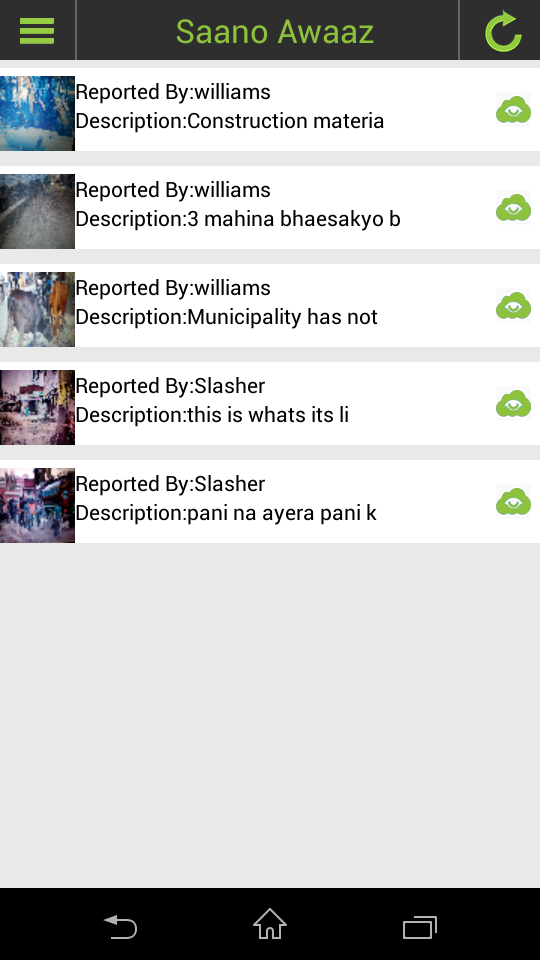 Saano Awaaz
Reported By:williams
Description:Construction materia
Reported By:williams
Description:3 mahina bhaesakyo b
Reported By:williams
Description:Municipality has not
Reported By:Slasher
Description:this is whats its li
Reported By:Slasher
Description:pani na ayera pani k